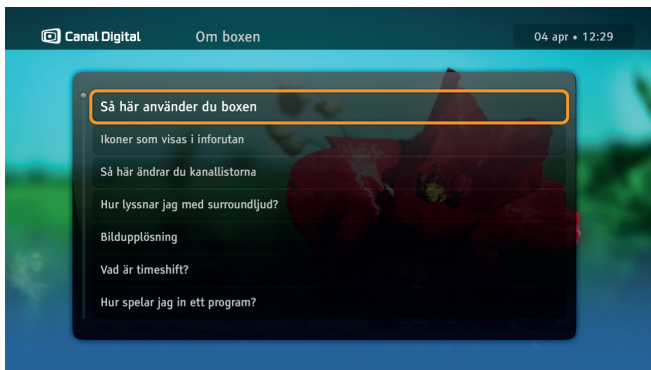 Canal Digital
Om boxen
04 apr • 12:29
Så här använder du boxen
Ikoner som visas i inforutan
Så här ändrar du kanallistorna
Hur lyssnar jag med surroundljud?
Bildupplösning
Vad är timeshift?
Hur spelar jag in ett program?